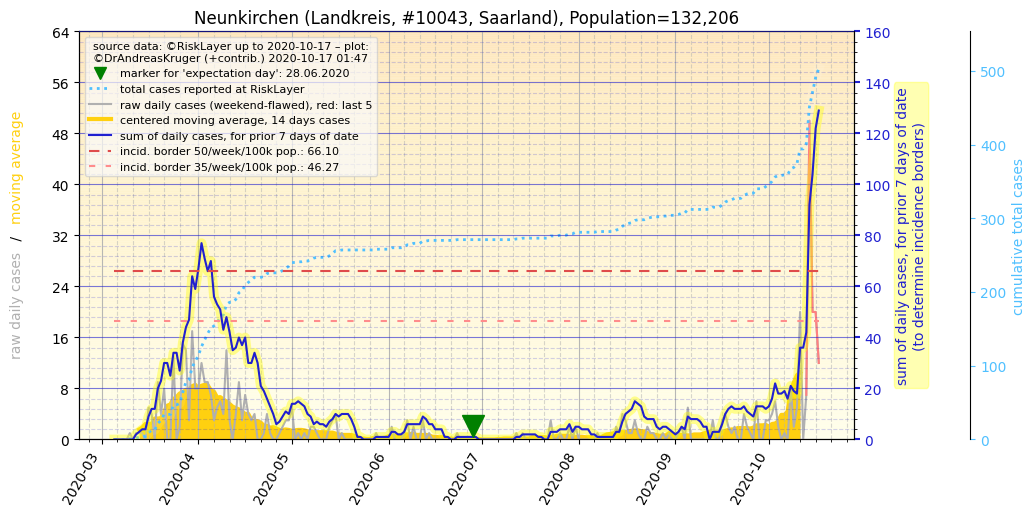 Neunkirchen (Landkreis, #10043, Saarland), Population=132,206
source data: ©RiskLayer up to 2020-10-17 – plot:
©DrAndreasKruger (+contrib.) 2020-10-17 01:47
marker for 'expectation day': 28.06.2020
total cases reported at RiskLayer
raw daily cases (weekend-flawed), red: last 5
centered moving average, 14 days cases
sum of daily cases, for prior 7 days of date
incid. border 50/week/100k pop.: 66.10
incid. border 35/week/100k pop.: 46.27
raw daily cases / moving average
64
56
48
40
32
24
16
8
0
2020-03
2020-04
2020-05
2020-06
2020-07
2020-08
2020-09
2020-10
160
140
120
100
80
60
40
20
0
sum of daily cases, for prior 7 days of date
(to determine incidence borders)
500
400
300
200
100
0
cumulative total cases